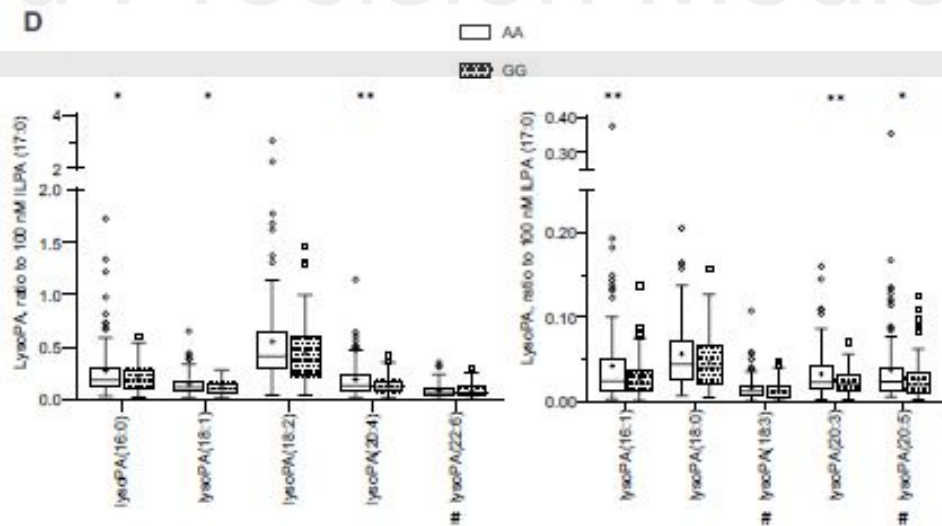 D
AA
GG
* * **
LysoPA, ratio to 100 nM ILPA (17:0)
4
2
2.0
1.5
1.0
0.5
0.0
lysoPA(16:0)
lysoPA(18:1)
lysoPA(18:2)
lysoPA(20:4)
# lysoPA(22:6)
** ** *
LysoPA, ratio to 100 nM ILPA (17:0)
0.40
0.30
0.20
0.10
0.00
lysoPA(16:1)
lysoPA(18:0)
# lysoPA(18:3)
lysoPA(20:3)
# lysoPA(20:5)